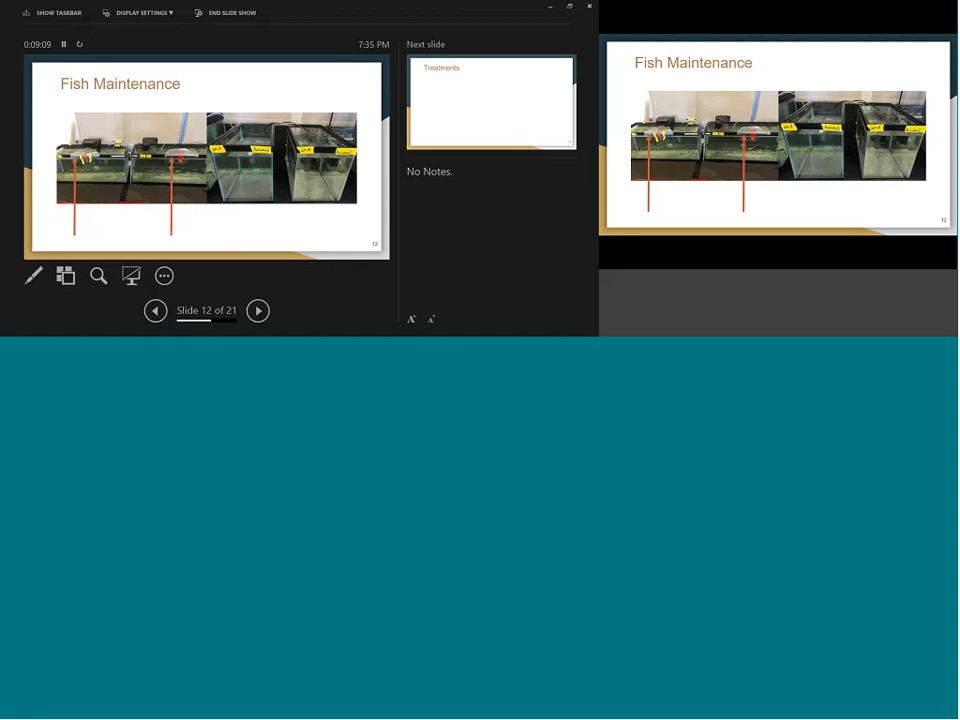 SHOW TASKBAR
DISPLAY SETTINGS ▼
END SLIDE SHOW
0:09:09
7:35 PM
Next slide
Fish Maintenance
12
Treatments
No Notes.
Slide 12 of 21
A
A
Fish Maintenance
12